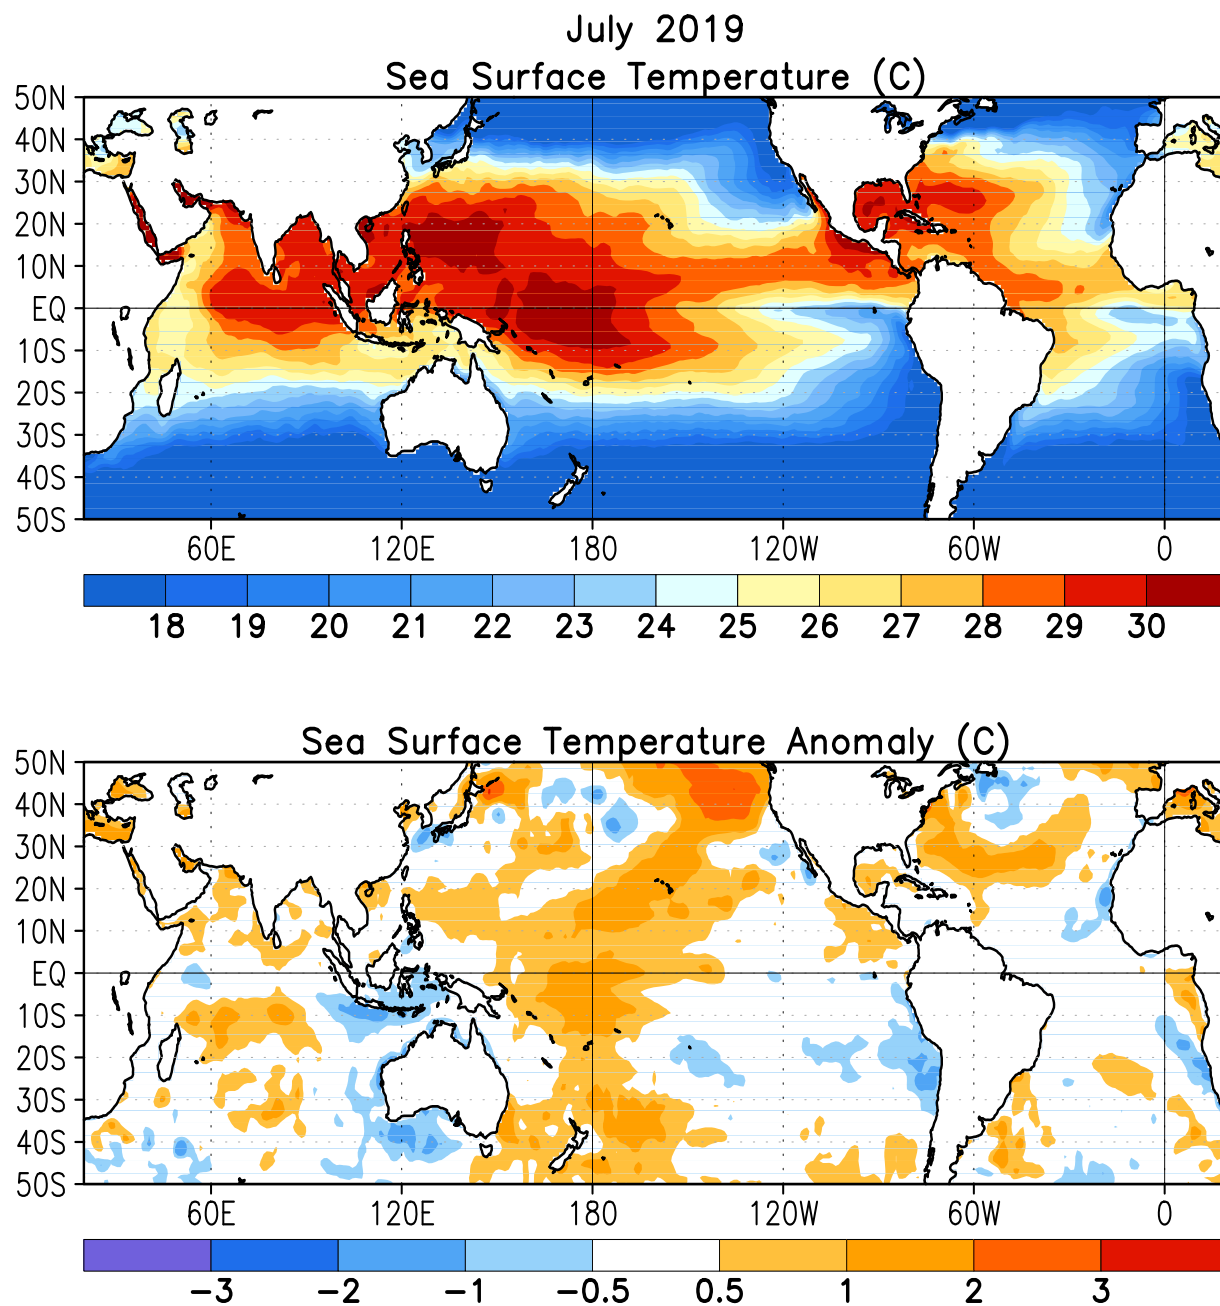 July 2019
Sea Surface Temperature (C)
50N
40N
30N
20N
10N
EQ
10S
20S
30S
40S
50S
60E 120E 180 120W 60W 0
18 19 20 21 22 23 24 25 26 27 28 29 30
Sea Surface Temperature Anomaly (C)
50N
40N
30N
20N
10N
EQ
10S
20S
30S
40S
50S
60E 120E 180 120W 60W 0
-3 -2 -1 -0.5 0.5 1 2 3